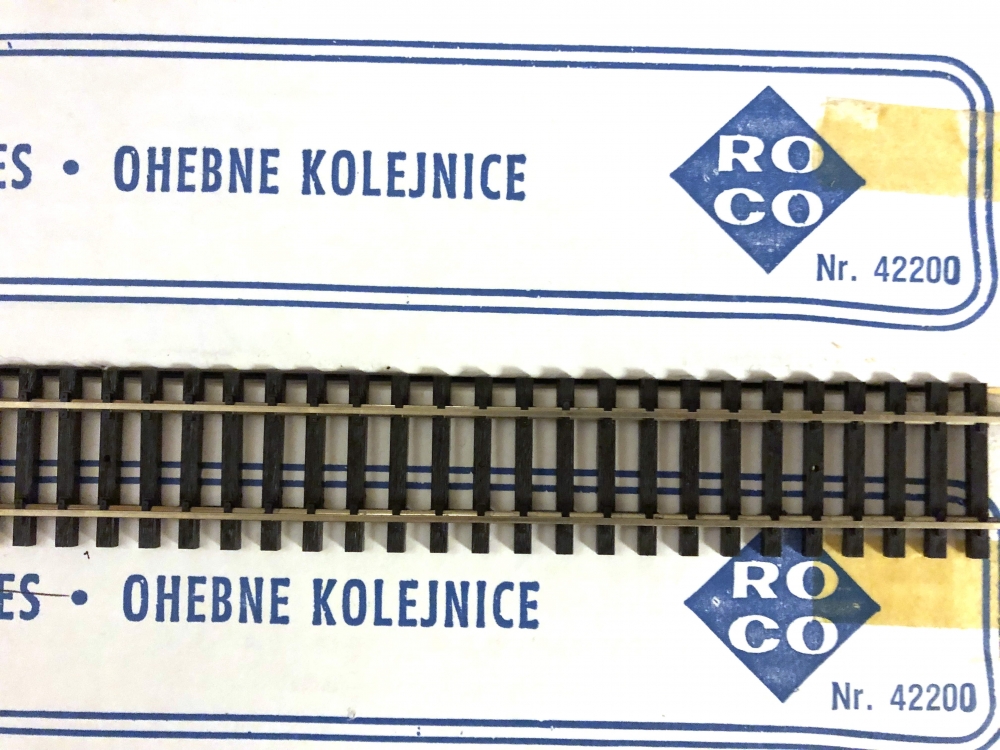 ES • OHEBNE KOLEJNICE
RO
CO
Nr. 42200
ES • OHEBNE KOLEJNICE
RO
CO
Nr. 42200